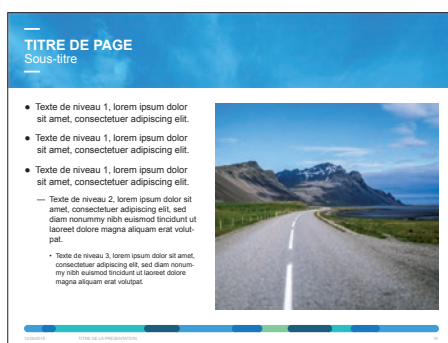 TITRE DE PAGE
Sous-titre
● Texte de niveau 1, lorem ipsum dolor
sit amet, consectetuer adipiscing elit.
● Texte de niveau 1, lorem ipsum dolor
sit amet, consectetuer adipiscing elit.
● Texte de niveau 1, lorem ipsum dolor
sit amet, consectetuer adipiscing elit.
— Texte de niveau 2, lorem ipsum dolor sit
amet, consectetuer adipiscing elit, sed
diam nonummy nibh euismod tincidunt ut
laoreet dolore magna aliquam erat volut-
pat.
• Texte de niveau 3, lorem ipsum dolor sit amet,
consectetuer adipiscing elit, sed diam nonum-
my nibh euismod tincidunt ut laoreet dolore
magna aliquam erat volutpat.
TITRE DE LA PRÉSENTATION